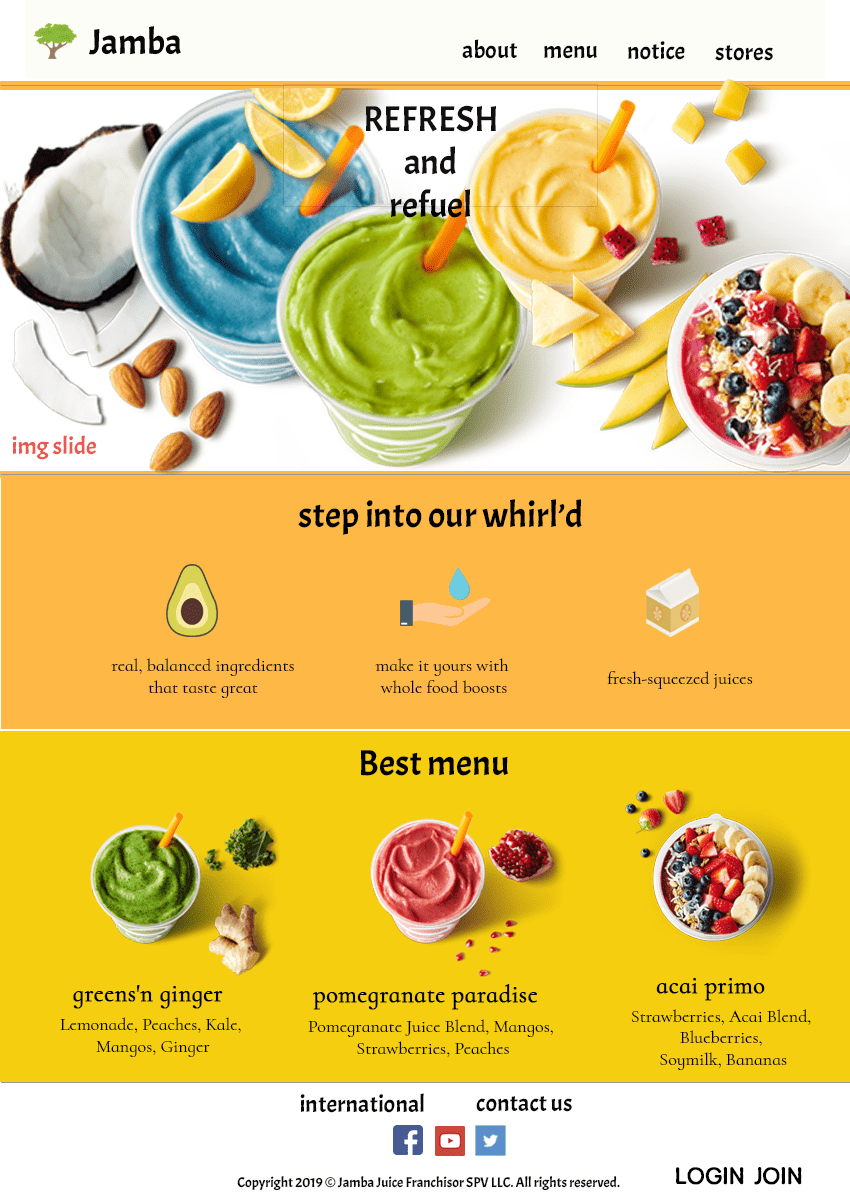 Jamba
about menu notice stores
REFRESH
and
refuel
img slide
step into our whirl'd
real, balanced ingredients
that taste great
make it yours with
whole food boosts
fresh-squeezed juices
Best menu
greens'n ginger
Lemonade, Peaches, Kale,
Mangos, Ginger
pomegranate paradise
Pomegranate Juice Blend, Mangos,
Strawberries, Peaches
acai primo
Strawberries, Acai Blend,
Blueberries,
Soymilk, Bananas
international contact us
Copyright 2019 © Jamba Juice Franchisor SPV LLC. All rights reserved.
LOGIN JOIN